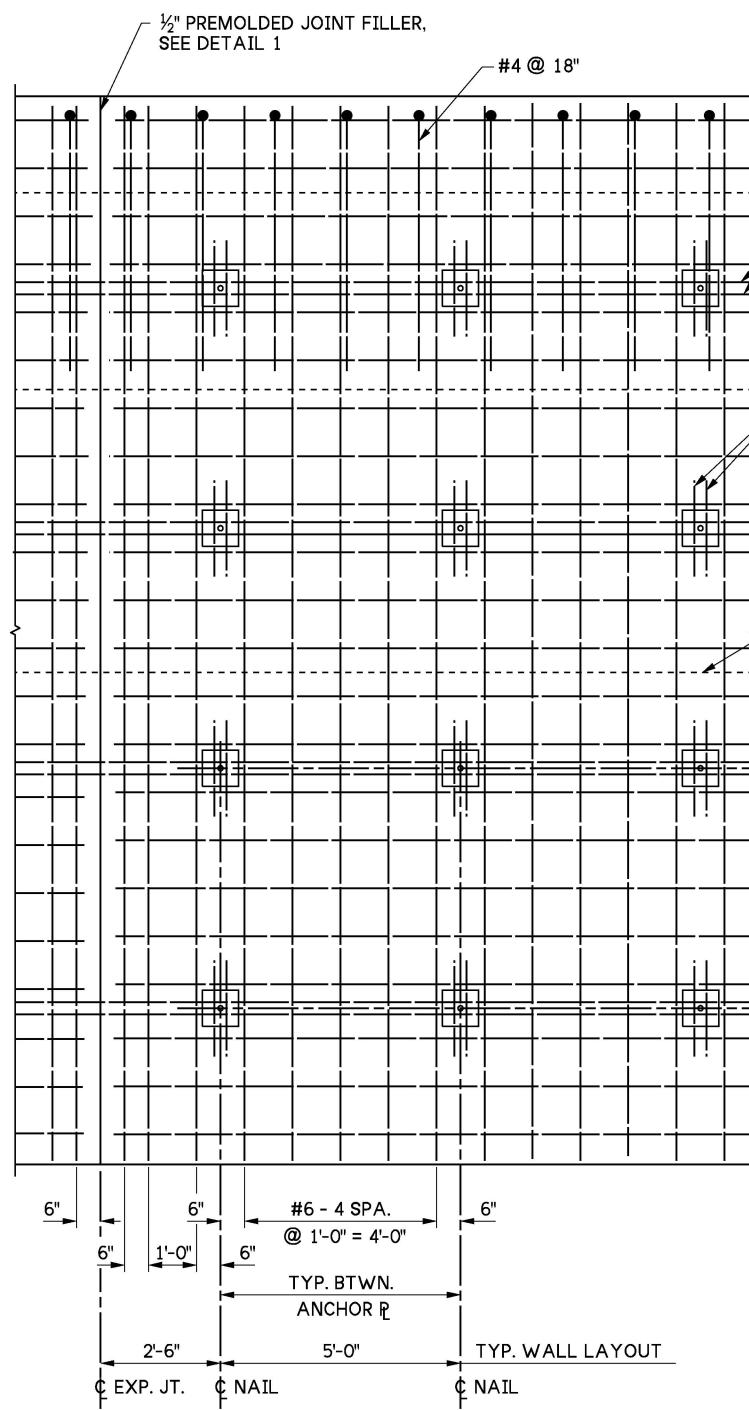 ½" PREMOLDED JOINT FILLER,
SEE DETAIL 1
#4 @ 18"
6"
6"
#6 - 4 SPA.
@ 1'-0" = 4'-0"
6"
6"
1'-0"
6"
TYP. BTWN.
ANCHOR ⅊
2'-6"
5'-0"
TYP. WALL LAYOUT
℄ EXP. JT.
℄ NAIL
℄ NAIL